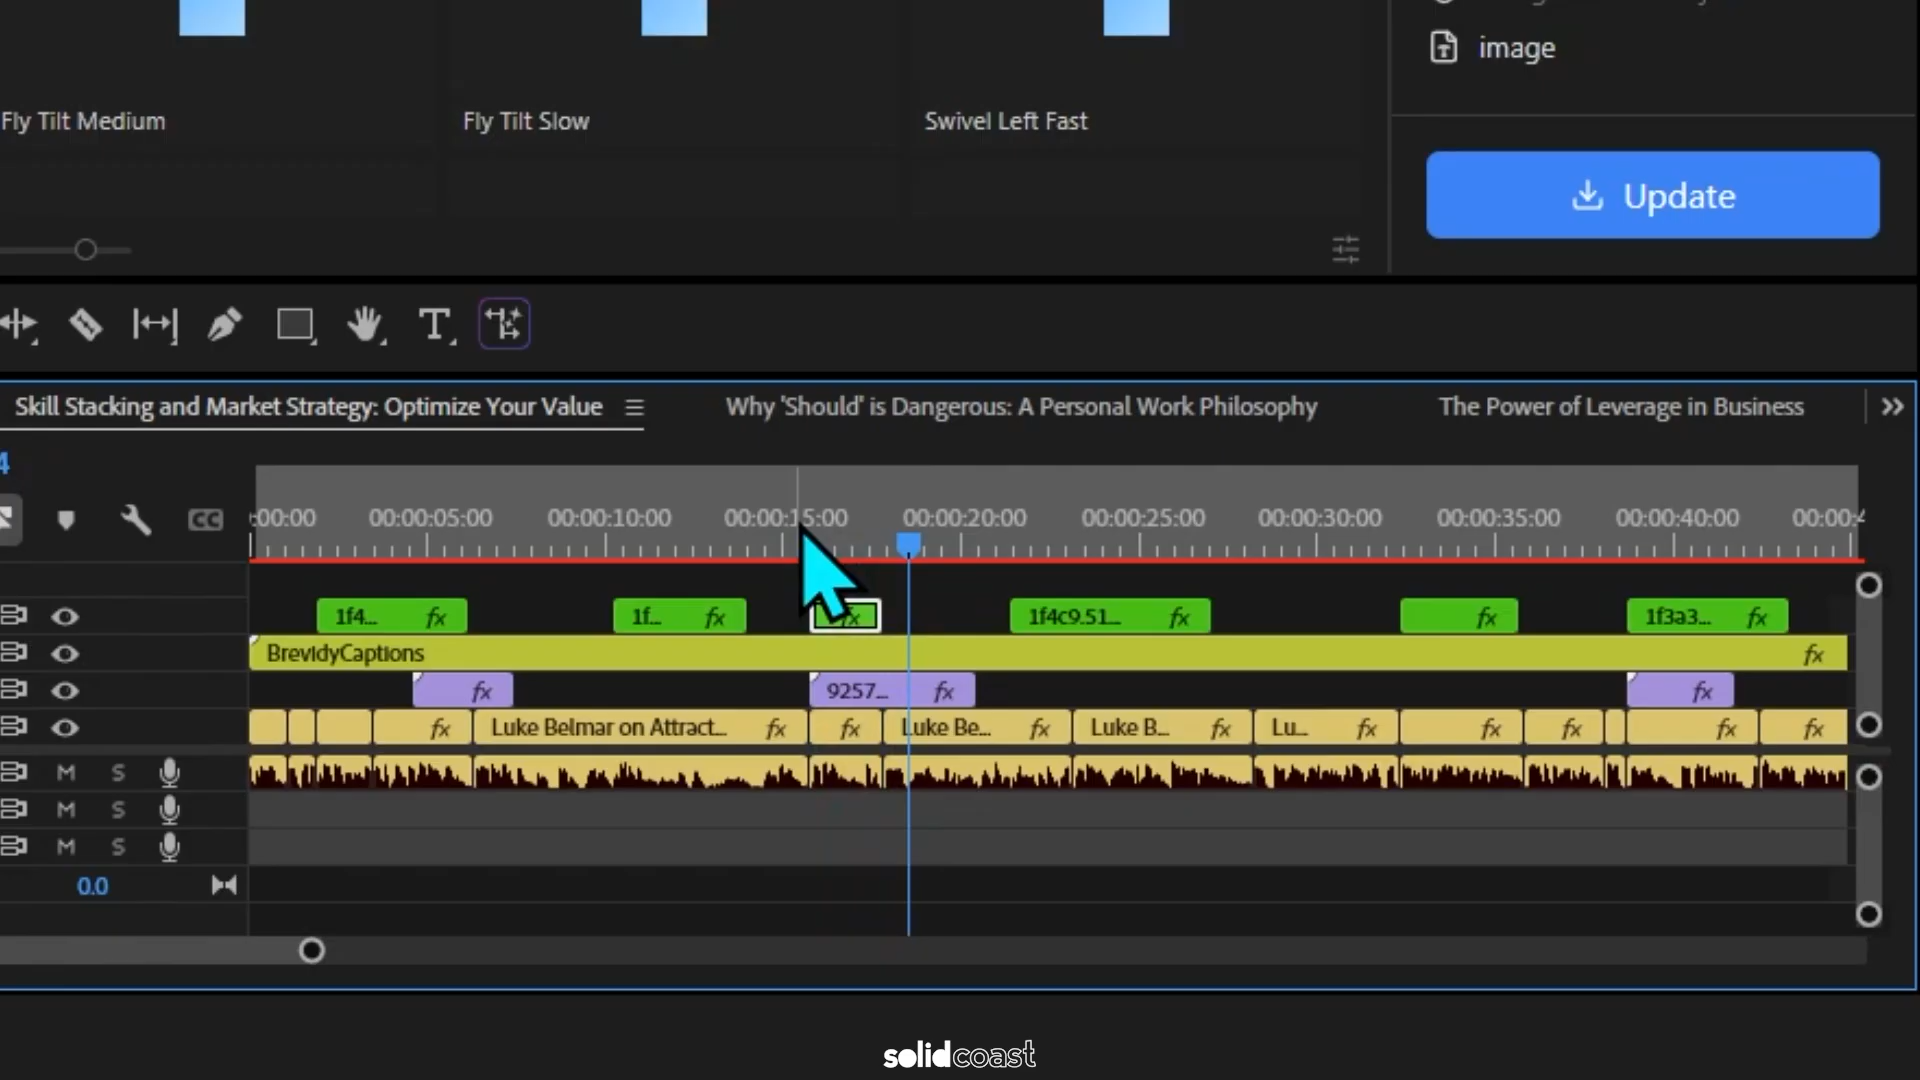 image
Fly Tilt Medium
Fly Tilt Slow
Swivel Left Fast
Update
T
Skill Stacking and Market Strategy: Optimize Your Value
Why 'Should' is Dangerous: A Personal Work Philosophy
The Power of Leverage in Business
4
CC
:00:00 00:00:05:00 00:00:10:00 00:00:15:00 00:00:20:00 00:00:25:00 00:00:30:00 00:00:35:00 00:00:40:00 00:00:4
1f4... fx 1f... fx fx 1f4c9.51... fx fx 1f3a3... fx
BrevidyCaptions fx
fx 9257... fx fx
fx Luke Belmar on Attract... fx fx Luke Be... fx Luke B... fx Lu... fx fx fx fx fx
M S
M S
M S
0.0
solidcoast